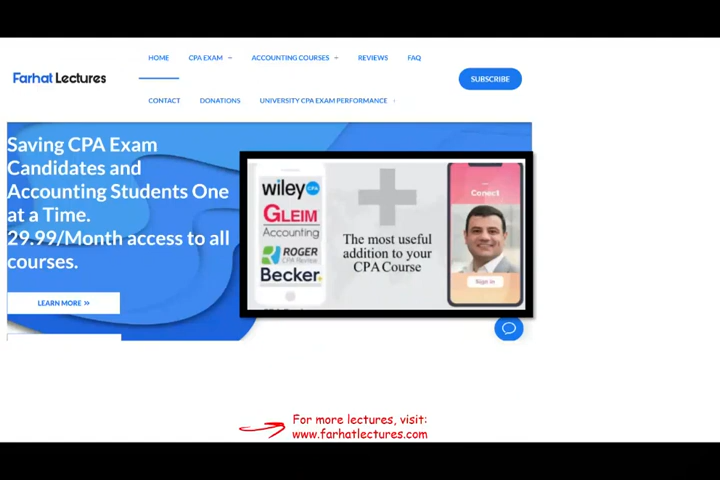 HOME CPA EXAM ACCOUNTING COURSES REVIEWS FAQ
Farhat Lectures
SUBSCRIBE
CONTACT DONATIONS UNIVERSITY CPA EXAM PERFORMANCE
Saving CPA Exam
Candidates and
Accounting Students One
at a Time.
29.99/Month access to all
courses.
LEARN MORE »
wiley CPA
GLEIM
Accounting
ROGER
CPA Review
Becker.
The most useful
addition to your
CPA Course
Conect
Sign in
For more lectures, visit:
www.farhatlectures.com